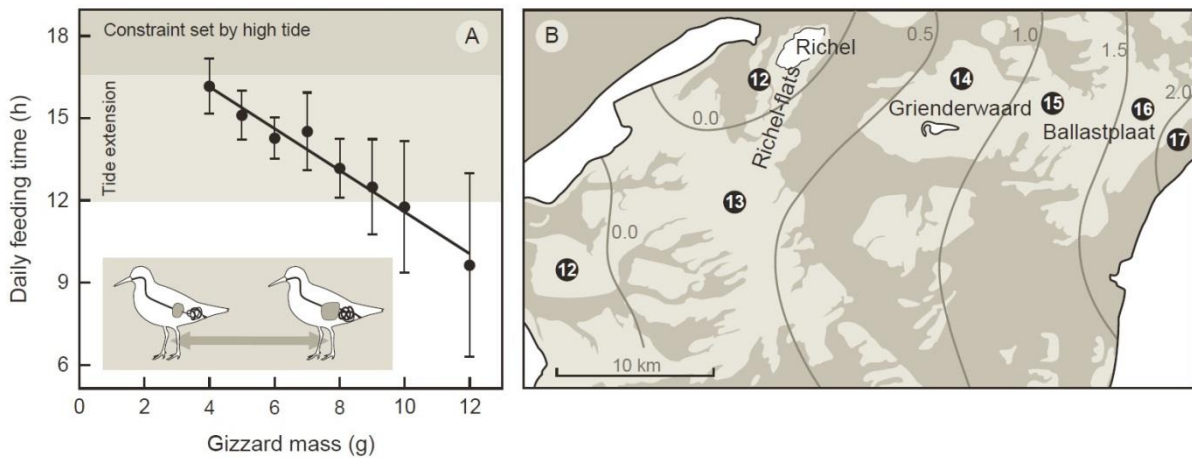 Constraint set by high tide
A
Tide extension
Daily feeding time (h)
18
15
12
9
6
0
2
4
6
8
10
12
Gizzard mass (g)
B
Richel
Richel-flats
Grienderwaard
Ballastplaat
0.0
0.0
0.5
1.0
1.5
2.0
12
12
13
14
15
16
17
10 km